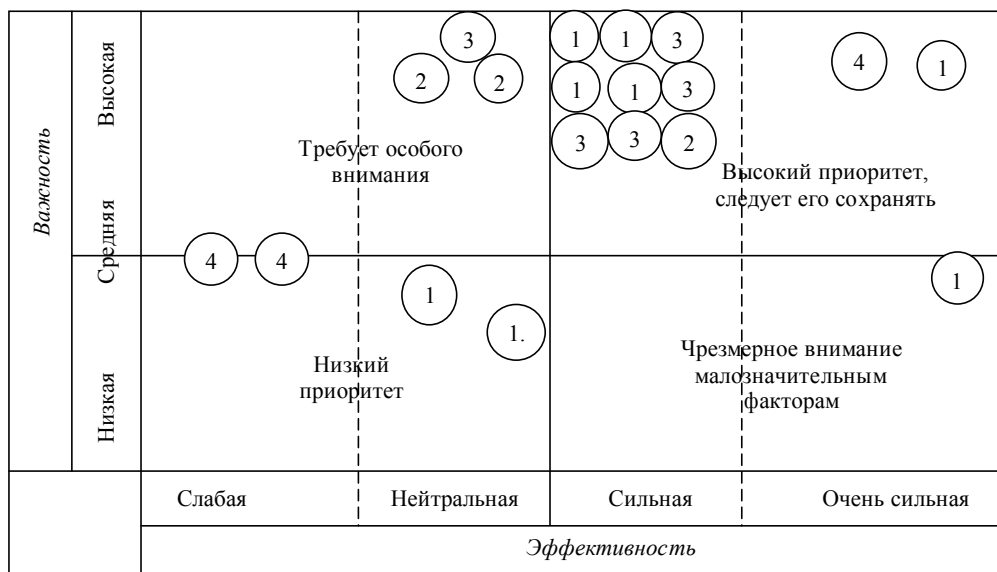 Важность
Высокая
Средняя
Низкая
3
2
2
1
1
3
1
1
3
3
3
2
4
1
Требует особого
внимания
Высокий приоритет,
следует его сохранять
4
4
1
1.
1
Низкий
приоритет
Чрезмерное внимание
малозначительным
факторам
Слабая
Нейтральная
Сильная
Очень сильная
Эффективность